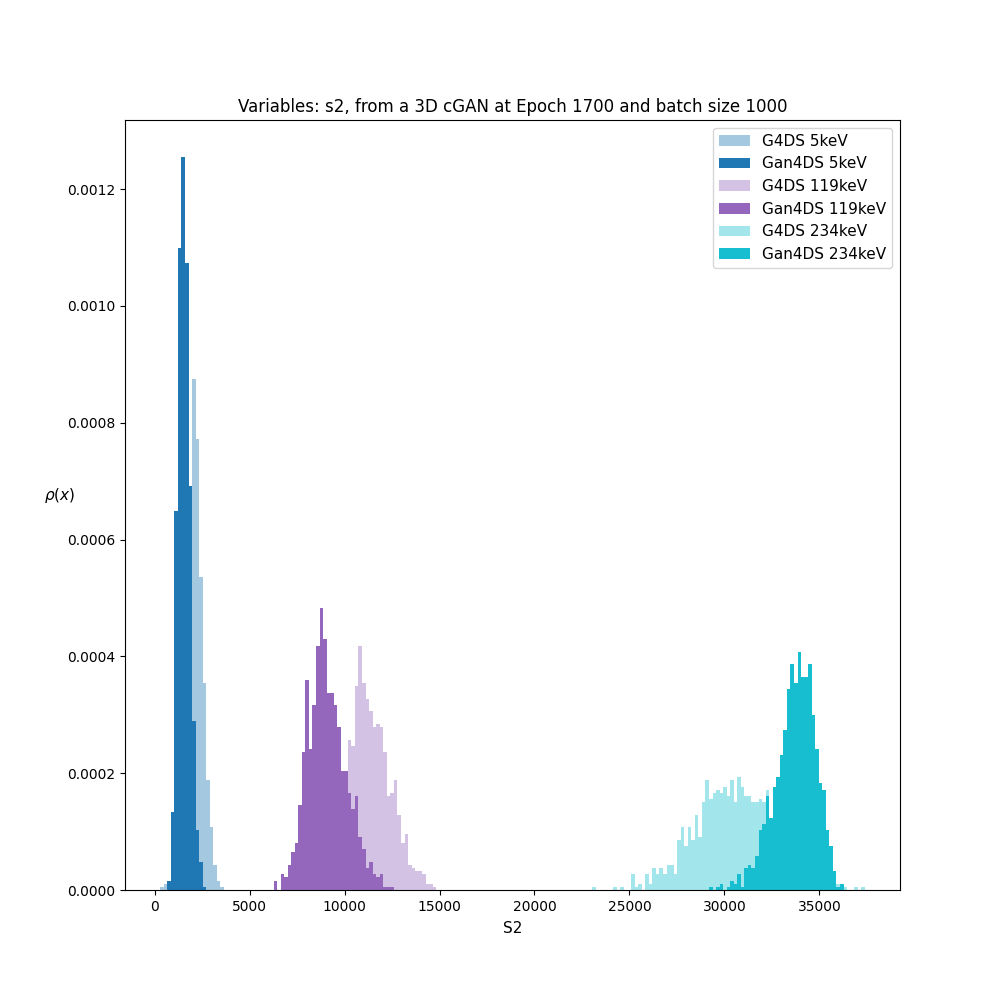 Variables: s2, from a 3D cGAN at Epoch 1700 and batch size 1000
G4DS 5keV
Gan4DS 5keV
G4DS 119keV
Gan4DS 119keV
G4DS 234keV
Gan4DS 234keV
0.0012
0.0010
0.0008
ρ(x)
0.0006
0.0004
0.0002
0.0000
0 5000 10000 15000 20000 25000 30000 35000
S2